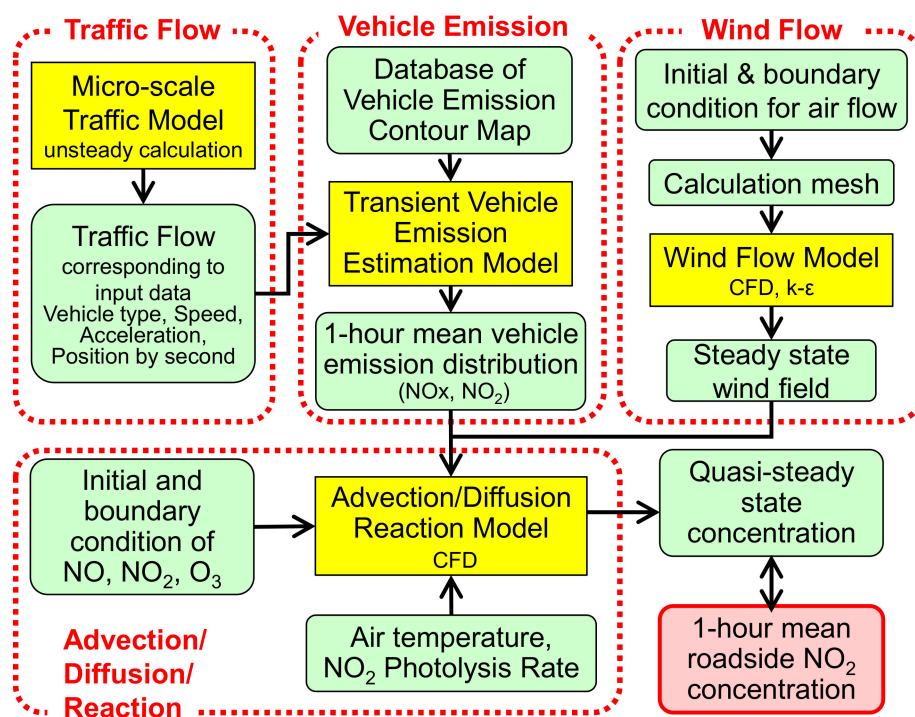 Traffic Flow
Micro-scale
Traffic Model
unsteady calculation
Traffic Flow
corresponding to
input data
Vehicle type, Speed,
Acceleration,
Position by second
Vehicle Emission
Database of
Vehicle Emission
Contour Map
Transient Vehicle
Emission
Estimation Model
1-hour mean vehicle
emission distribution
(NOx, NO₂)
Wind Flow
Initial & boundary
condition for air flow
Calculation mesh
Wind Flow Model
CFD, k-ε
Steady state
wind field
Initial and
boundary
condition of
NO, NO₂, O₃
Advection/Diffusion
Reaction Model
CFD
Air temperature,
NO₂ Photolysis Rate
Advection/
Diffusion/
Reaction
Quasi-steady
state
concentration
1-hour mean
roadside NO₂
concentration